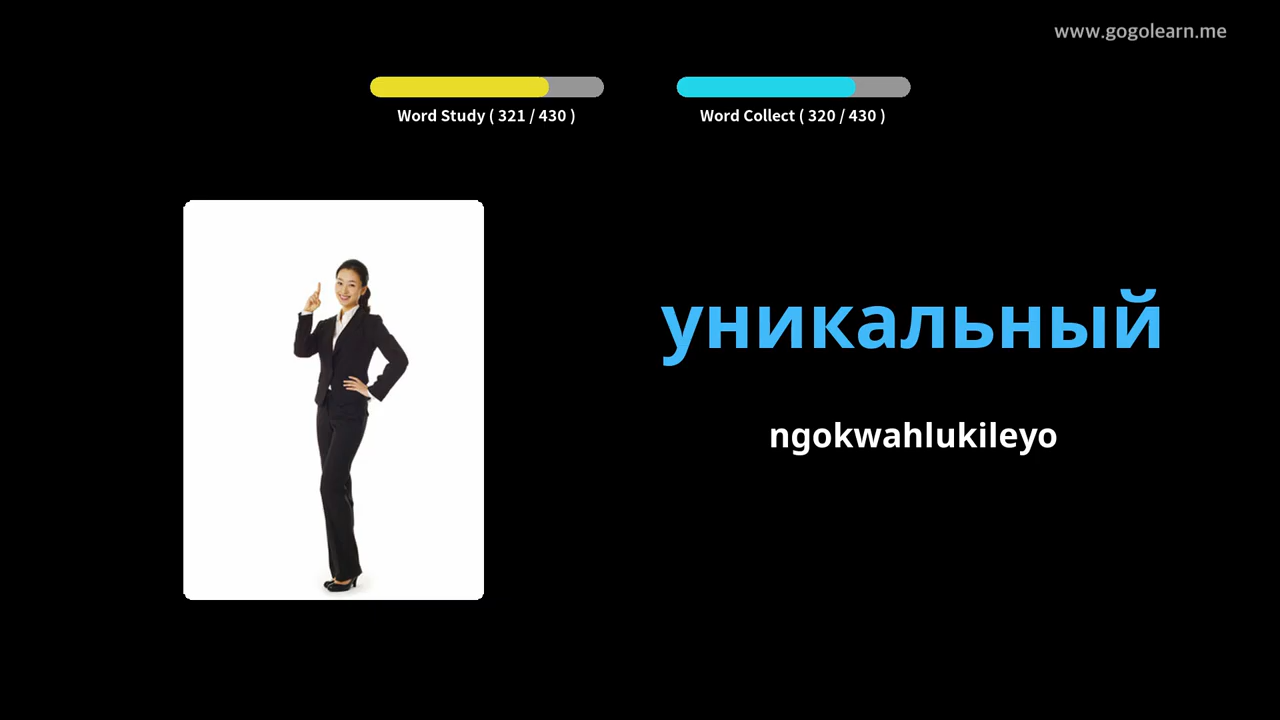 www.gogolearn.me
Word Study ( 321 / 430 )
Word Collect ( 320 / 430 )
уникальный
ngokwahlukileyo